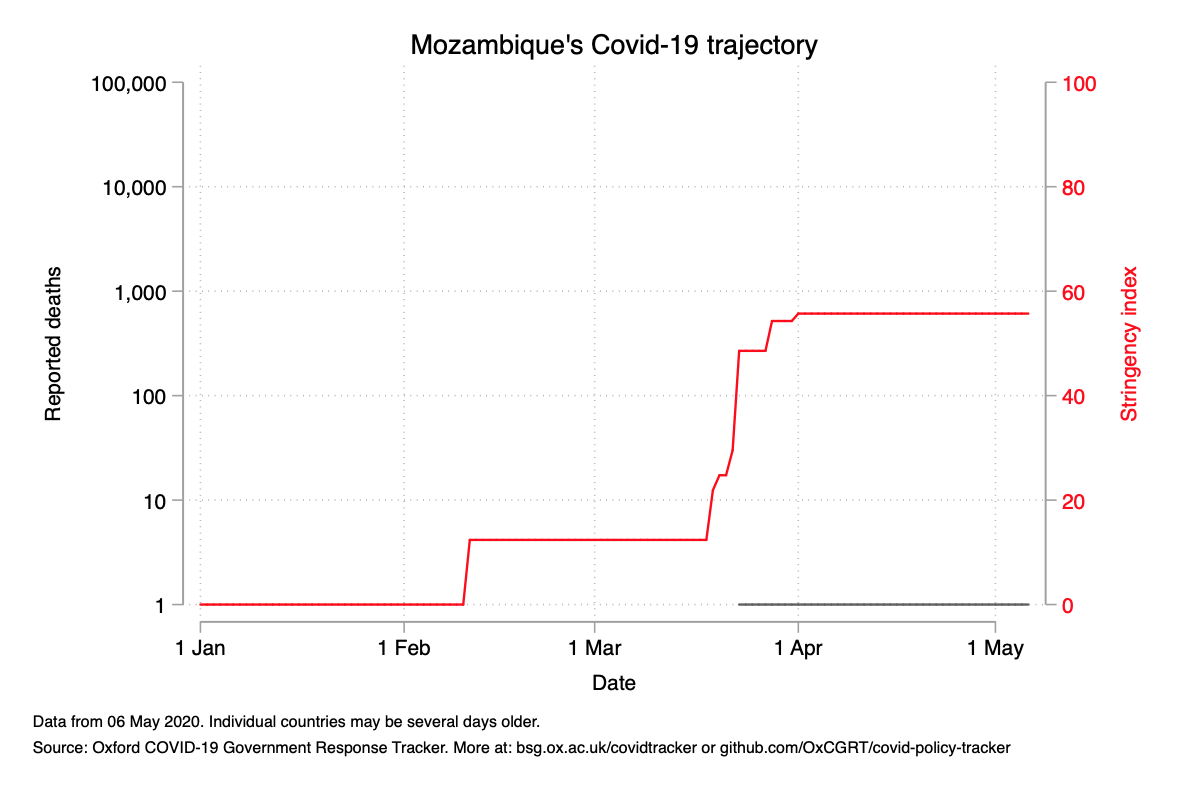 Mozambique's Covid-19 trajectory
100,000
10,000
1,000
100
10
1
Reported deaths
100
80
60
40
20
0
Stringency index
1 Jan
1 Feb
1 Mar
1 Apr
1 May
Date
Data from 06 May 2020. Individual countries may be several days older.
Source: Oxford COVID-19 Government Response Tracker. More at: bsg.ox.ac.uk/covidtracker or github.com/OxCGRT/covid-policy-tracker